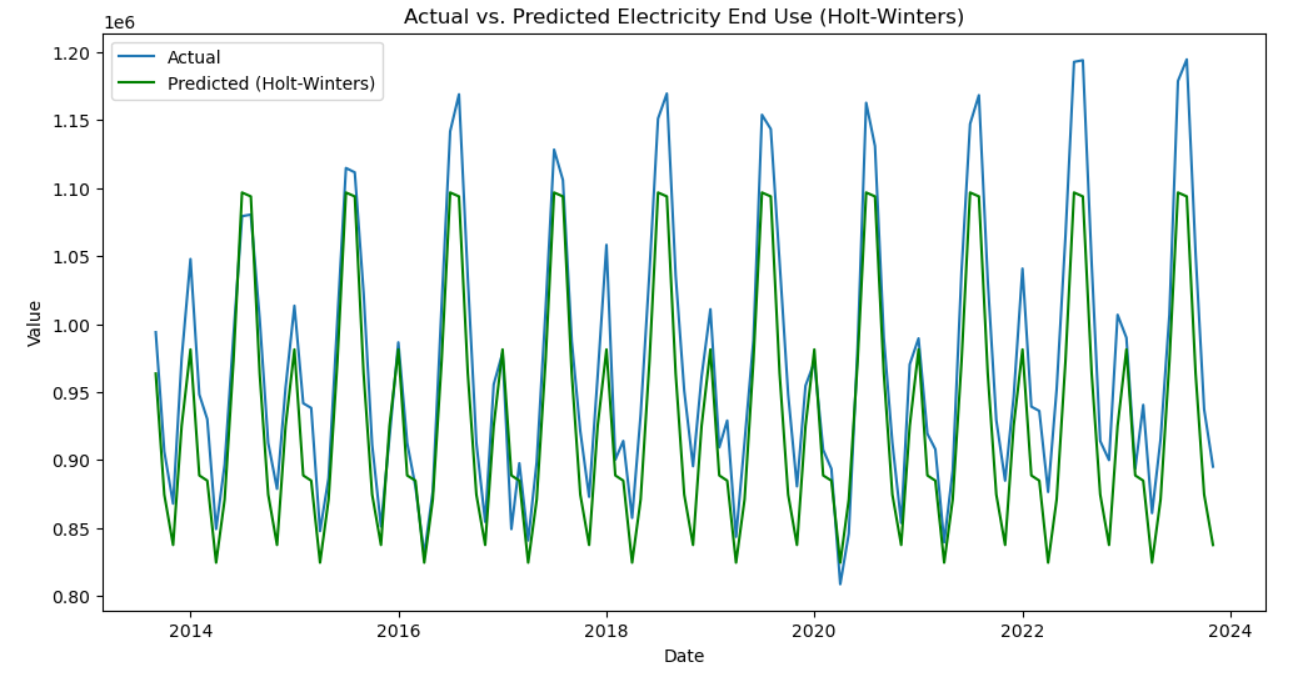 Actual vs. Predicted Electricity End Use (Holt-Winters)
1e6
Actual
Predicted (Holt-Winters)
1.20
1.15
1.10
1.05
1.00
0.95
0.90
0.85
0.80
Value
2014 2016 2018 2020 2022 2024
Date